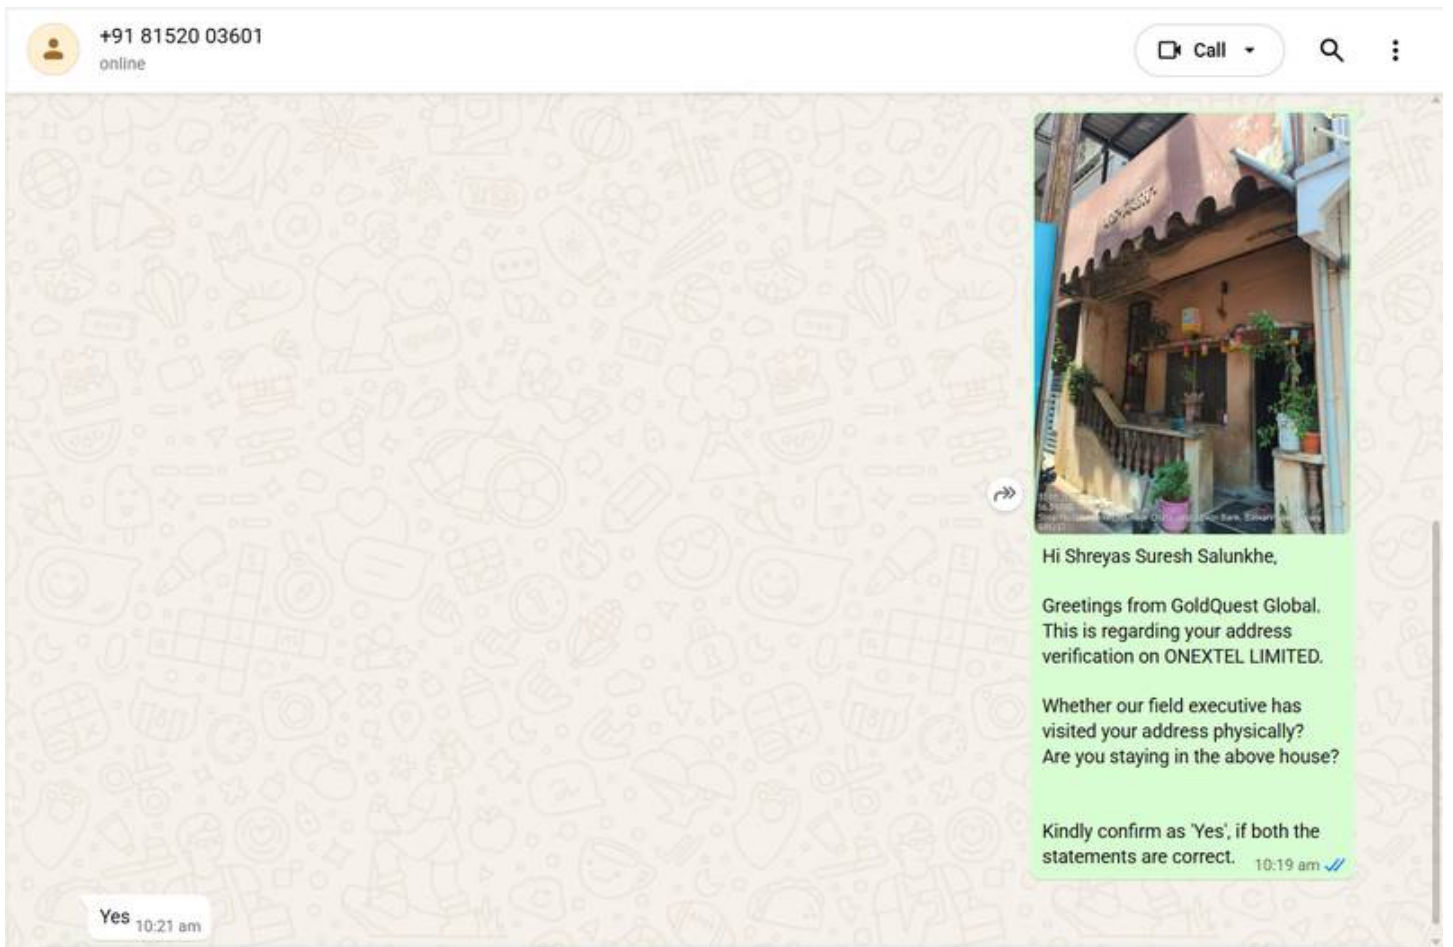 +91 81520 03601
online
Call
Hi Shreyas Suresh Salunkhe,
Greetings from GoldQuest Global.
This is regarding your address
verification on ONEXTEL LIMITED.
Whether our field executive has
visited your address physically?
Are you staying in the above house?
Kindly confirm as 'Yes', if both the
statements are correct. 10:19 am
Yes 10:21 am